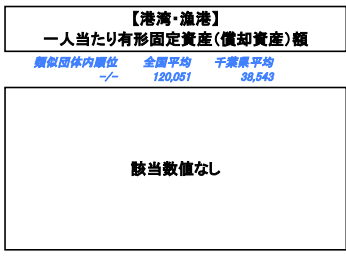 【港湾・漁港】
一人当たり有形固定資産（償却資産）額
類似団体内順位 全国平均 千葉県平均
-/- 120,051 38,543
該当数値なし